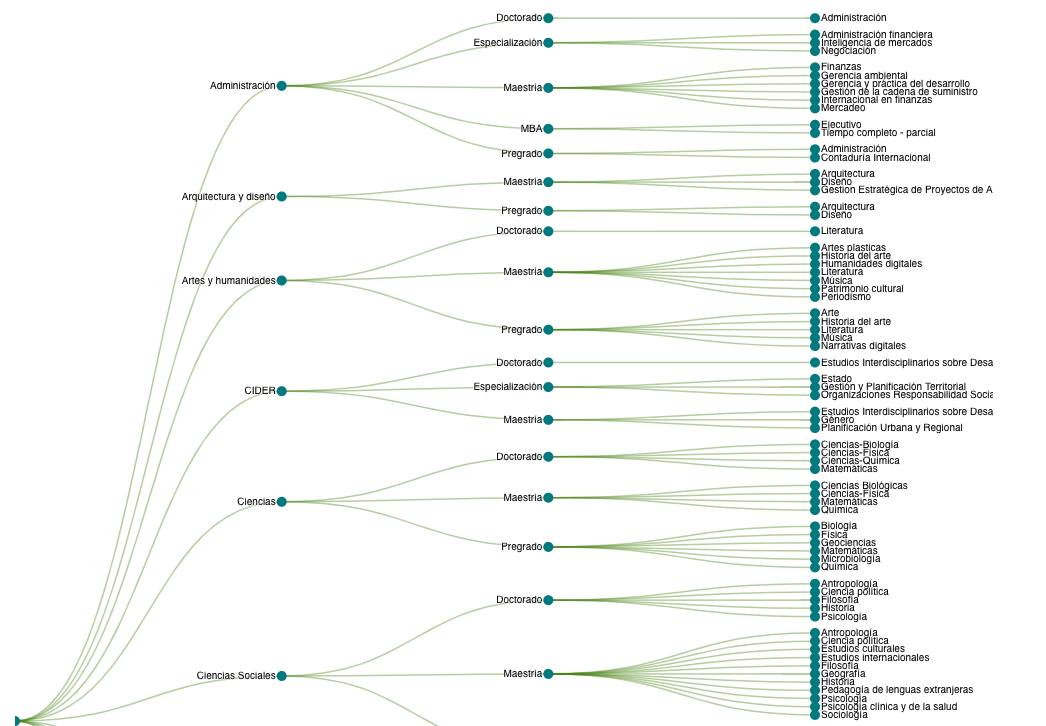 Administración
Doctorado
Administración
Especialización
Administración financiera
Inteligencia de mercados
Negociación
Maestria
Finanzas
Gerencia ambiental
Gerencia y práctica del desarrollo
Gestión de la cadena de suministro
Internacional en finanzas
Mercadeo
MBA
Ejecutivo
Tiempo completo - parcial
Pregrado
Administración
Contaduría Internacional
Arquitectura y diseño
Maestria
Arquitectura
Diseño
Gestión Estratégica de Proyectos de A
Pregrado
Arquitectura
Diseño
Artes y humanidades
Doctorado
Literatura
Maestria
Artes plasticas
Historia del arte
Humanidades digitales
Literatura
Música
Patrimonio cultural
Periodismo
Pregrado
Arte
Historia del arte
Literatura
Música
Narrativas digitales
CIDER
Doctorado
Estudios Interdisciplinarios sobre Desa
Especialización
Estado
Gestión y Planificación Territorial
Organizaciones Responsabilidad Socia
Maestria
Estudios Interdisciplinarios sobre Desa
Género
Planificación Urbana y Regional
Ciencias
Doctorado
Ciencias-Biología
Ciencias-Física
Ciencias-Química
Matemáticas
Maestria
Ciencias Biológicas
Ciencias-Física
Matemáticas
Química
Pregrado
Biología
Física
Geociencias
Matemáticas
Microbiología
Química
Ciencias Sociales
Doctorado
Antropología
Ciencia política
Filosofía
Historia
Psicología
Maestria
Antropología
Ciencia política
Estudios culturales
Estudios internacionales
Filosofía
Geografía
Historia
Pedagogía de lenguas extranjeras
Psicología
Psicología clínica y de la salud
Sociología